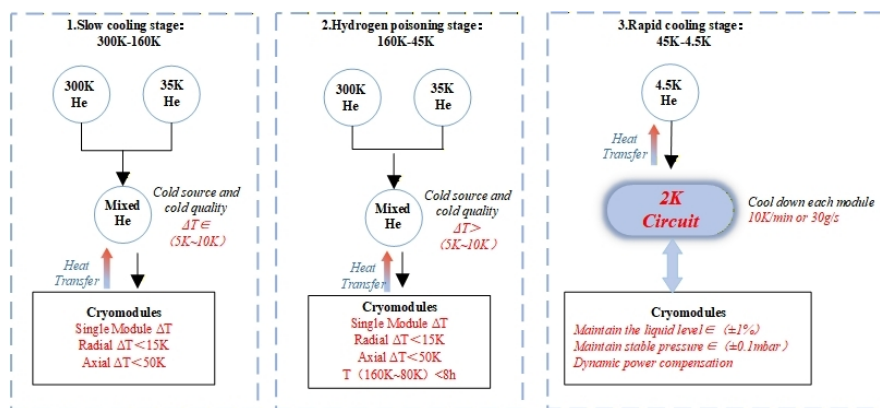 1.Slow cooling stage:
300K-160K
300K
He
35K
He
Mixed
He
Cold source and
cold quality
ΔT∈
(5K~10K)
Heat
Transfer
Cryomodules
Single Module ΔT
Radial ΔT<15K
Axial ΔT<50K
2.Hydrogen poisoning stage:
160K-45K
300K
He
35K
He
Mixed
He
Cold source and
cold quality
ΔT>
(5K~10K)
Heat
Transfer
Cryomodules
Single Module ΔT
Radial ΔT<15K
Axial ΔT<50K
T (160K~80K) <8h
3.Rapid cooling stage:
45K-4.5K
4.5K
He
Heat
Transfer
2K
Circuit
Cool down each module
10K/min or 30g/s
Cryomodules
Maintain the liquid level∈ (±1%)
Maintain stable pressure∈ (±0.1mbar)
Dynamic power compensation